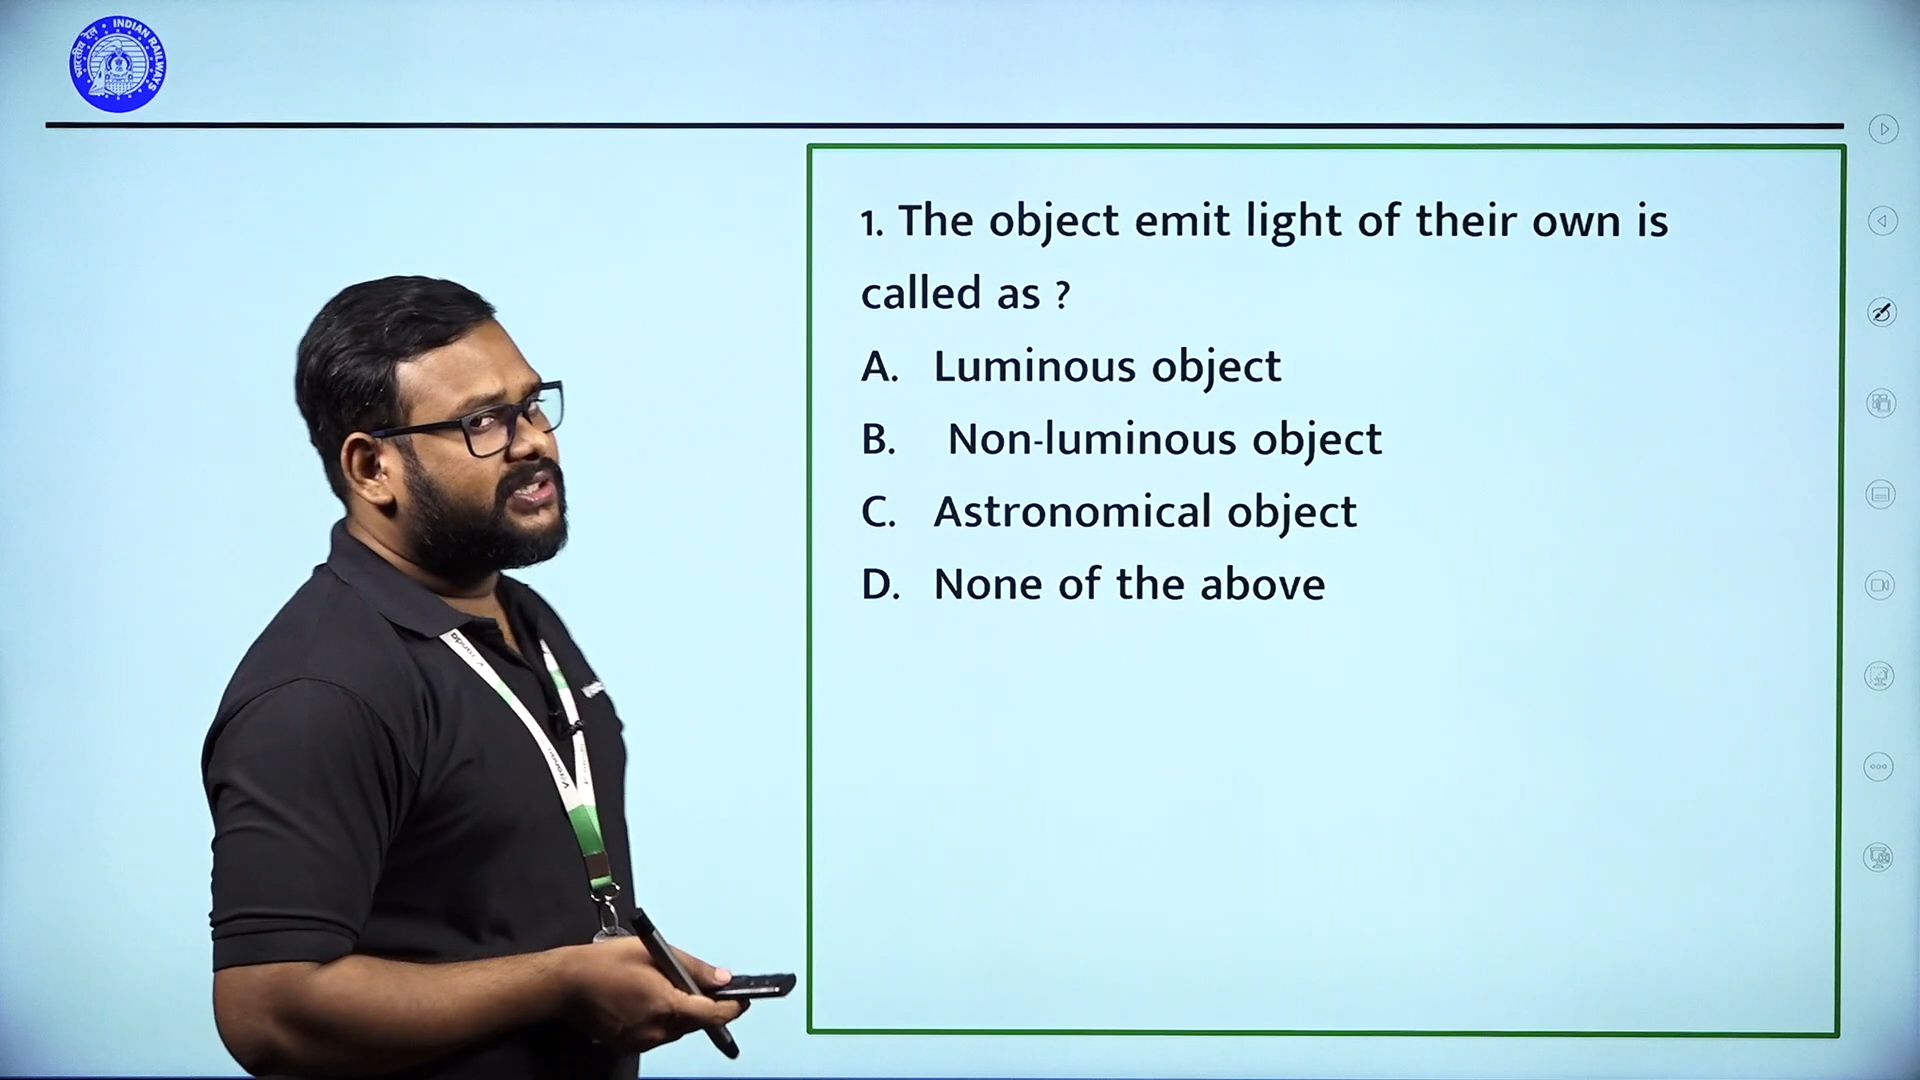 भारतीय रेल • INDIAN RAILWAYS
1. The object emit light of their own is
called as ?
A. Luminous object
B. Non-luminous object
C. Astronomical object
D. None of the above